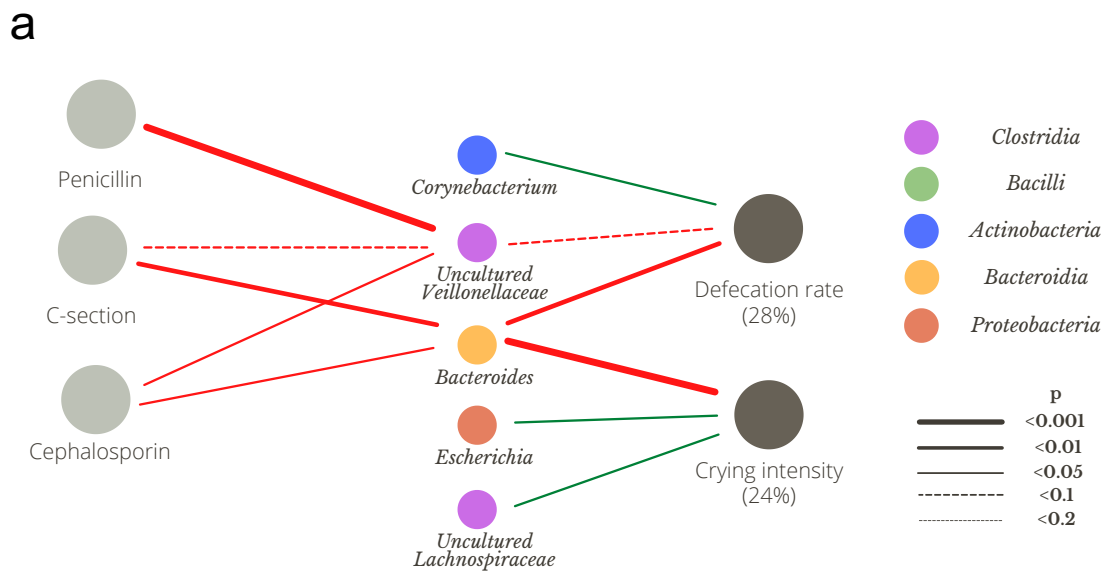 a
Penicillin
C-section
Cephalosporin
Corynebacterium
Uncultured
Veillonellaceae
Bacteroides
Escherichia
Uncultured
Lachnospiraceae
Defecation rate
(28%)
Crying intensity
(24%)
Clostridia
Bacilli
Actinobacteria
Bacteroidia
Proteobacteria
p
<0.001
<0.01
<0.05
<0.1
<0.2